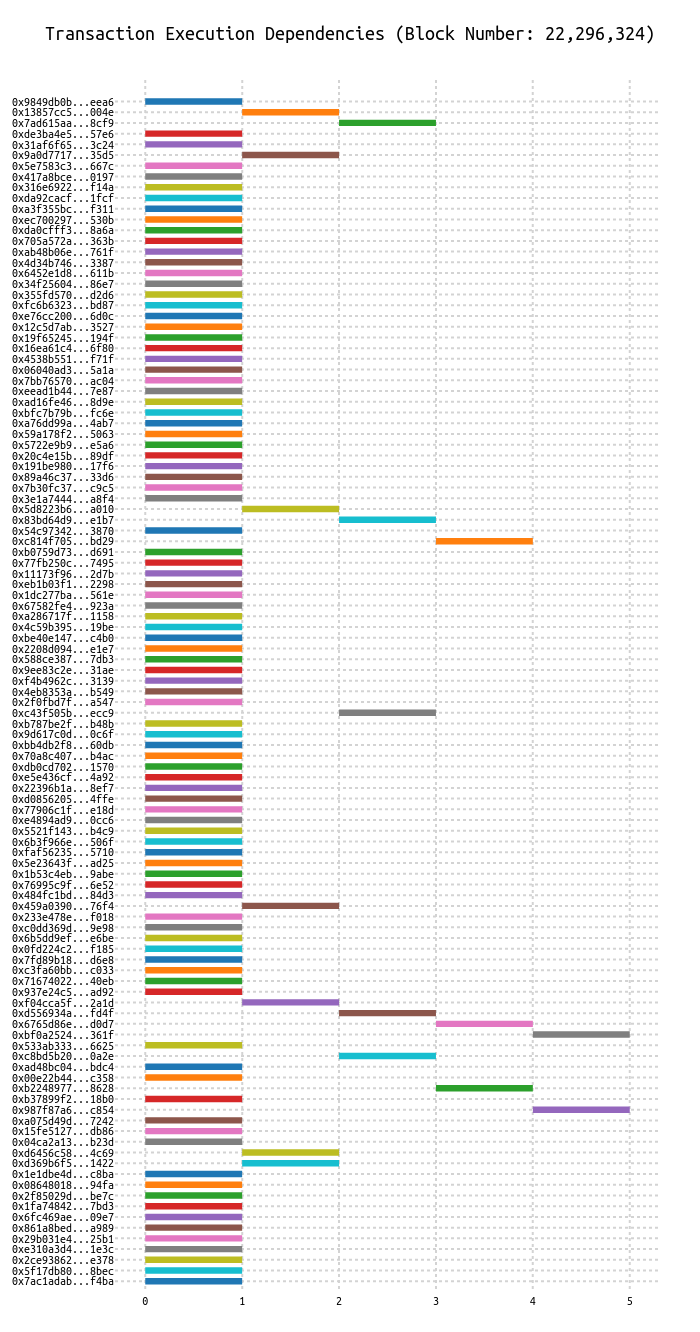 Transaction Execution Dependencies (Block Number: 22,296,324)
0x9849db0b...eea6
0x13857cc5...004e
0x7ad615aa...8cf9
0xde3ba4e5...57e6
0x31af6f65...3c24
0x9a0d7717...35d5
0x5e7583c3...667c
0x417a8bce...0197
0x316e6922...f14a
0xda92cacf...1fcf
0xa3f355bc...f311
0xec700297...530b
0xda0cfff3...8a6a
0x705a572a...363b
0xab48b06e...761f
0x4d34b746...3387
0x6452e1d8...611b
0x34f25604...86e7
0x355fd570...d2d6
0xfc6b6323...bd87
0xe76cc200...6d0c
0x12c5d7ab...3527
0x19f65245...194f
0x16ea61c4...6f80
0x4538b551...f71f
0x06040ad3...5a1a
0x7bb76570...ac04
0xeead1b44...7e87
0xad16fe46...8d9e
0xbfc7b79b...fc6e
0xa76dd99a...4ab7
0x59a178f2...5063
0x5722e9b9...e5a6
0x20c4e15b...89df
0x191be980...17f6
0x89a46c37...33d6
0x7b30fc37...c9c5
0x3e1a7444...a8f4
0x5d8223b6...a010
0x83bd64d9...e1b7
0x54c97342...3870
0xc814f705...bd29
0xb0759d73...d691
0x77fb250c...7495
0x11173f96...2d7b
0xeb1b03f1...2298
0x1dc277ba...561e
0x67582fe4...923a
0xa286717f...1158
0x4c59b395...19be
0xbe40e147...c4b0
0x2208d094...e1e7
0x588ce387...7db3
0x9ee83c2e...31ae
0xf4b4962c...3139
0x4eb8353a...b549
0x2f0fbd7f...a547
0xc43f505b...ecc9
0xb787be2f...b48b
0x9d617c0d...0c6f
0xbb4db2f8...60db
0x70a8c407...b4ac
0xdb0cd702...1570
0xe5e436cf...4a92
0x22396b1a...8ef7
0xd0856205...4ffe
0x77906c1f...e18d
0xe4894ad9...0cc6
0x5521f143...b4c9
0x6b3f966e...506f
0xfaf56235...5710
0x5e23643f...ad25
0x1b53c4eb...9abe
0x76995c9f...6e52
0x484fc1bd...84d3
0x459a0390...76f4
0x233e478e...f018
0xc0dd369d...9e98
0x6b5dd9ef...e6be
0x0fd224c2...f185
0x7fd89b18...d6e8
0xc3fa60bb...c033
0x71674022...40eb
0x937e24c5...ad92
0xf04cca5f...2a1d
0xd556934a...fd4f
0x6765d86e...d0d7
0xbf0a2524...361f
0x533ab333...6625
0xc8bd5b20...0a2e
0xad48bc04...bdc4
0x00e22b44...c358
0xb2248977...8628
0xb37899f2...18b0
0x987f87a6...c854
0xa075d49d...7242
0x15fe5127...db86
0x04ca2a13...b23d
0xd6456c58...4c69
0xd369b6f5...1422
0x1e1dbe4d...c8ba
0x08648018...94fa
0x2f85029d...be7c
0x1fa74842...7bd3
0x6fc469ae...09e7
0x861a8bed...a989
0x29b031e4...25b1
0xe310a3d4...1e3c
0x2ce93862...e378
0x5f17db80...8bec
0x7ac1adab...f4ba
0 1 2 3 4 5